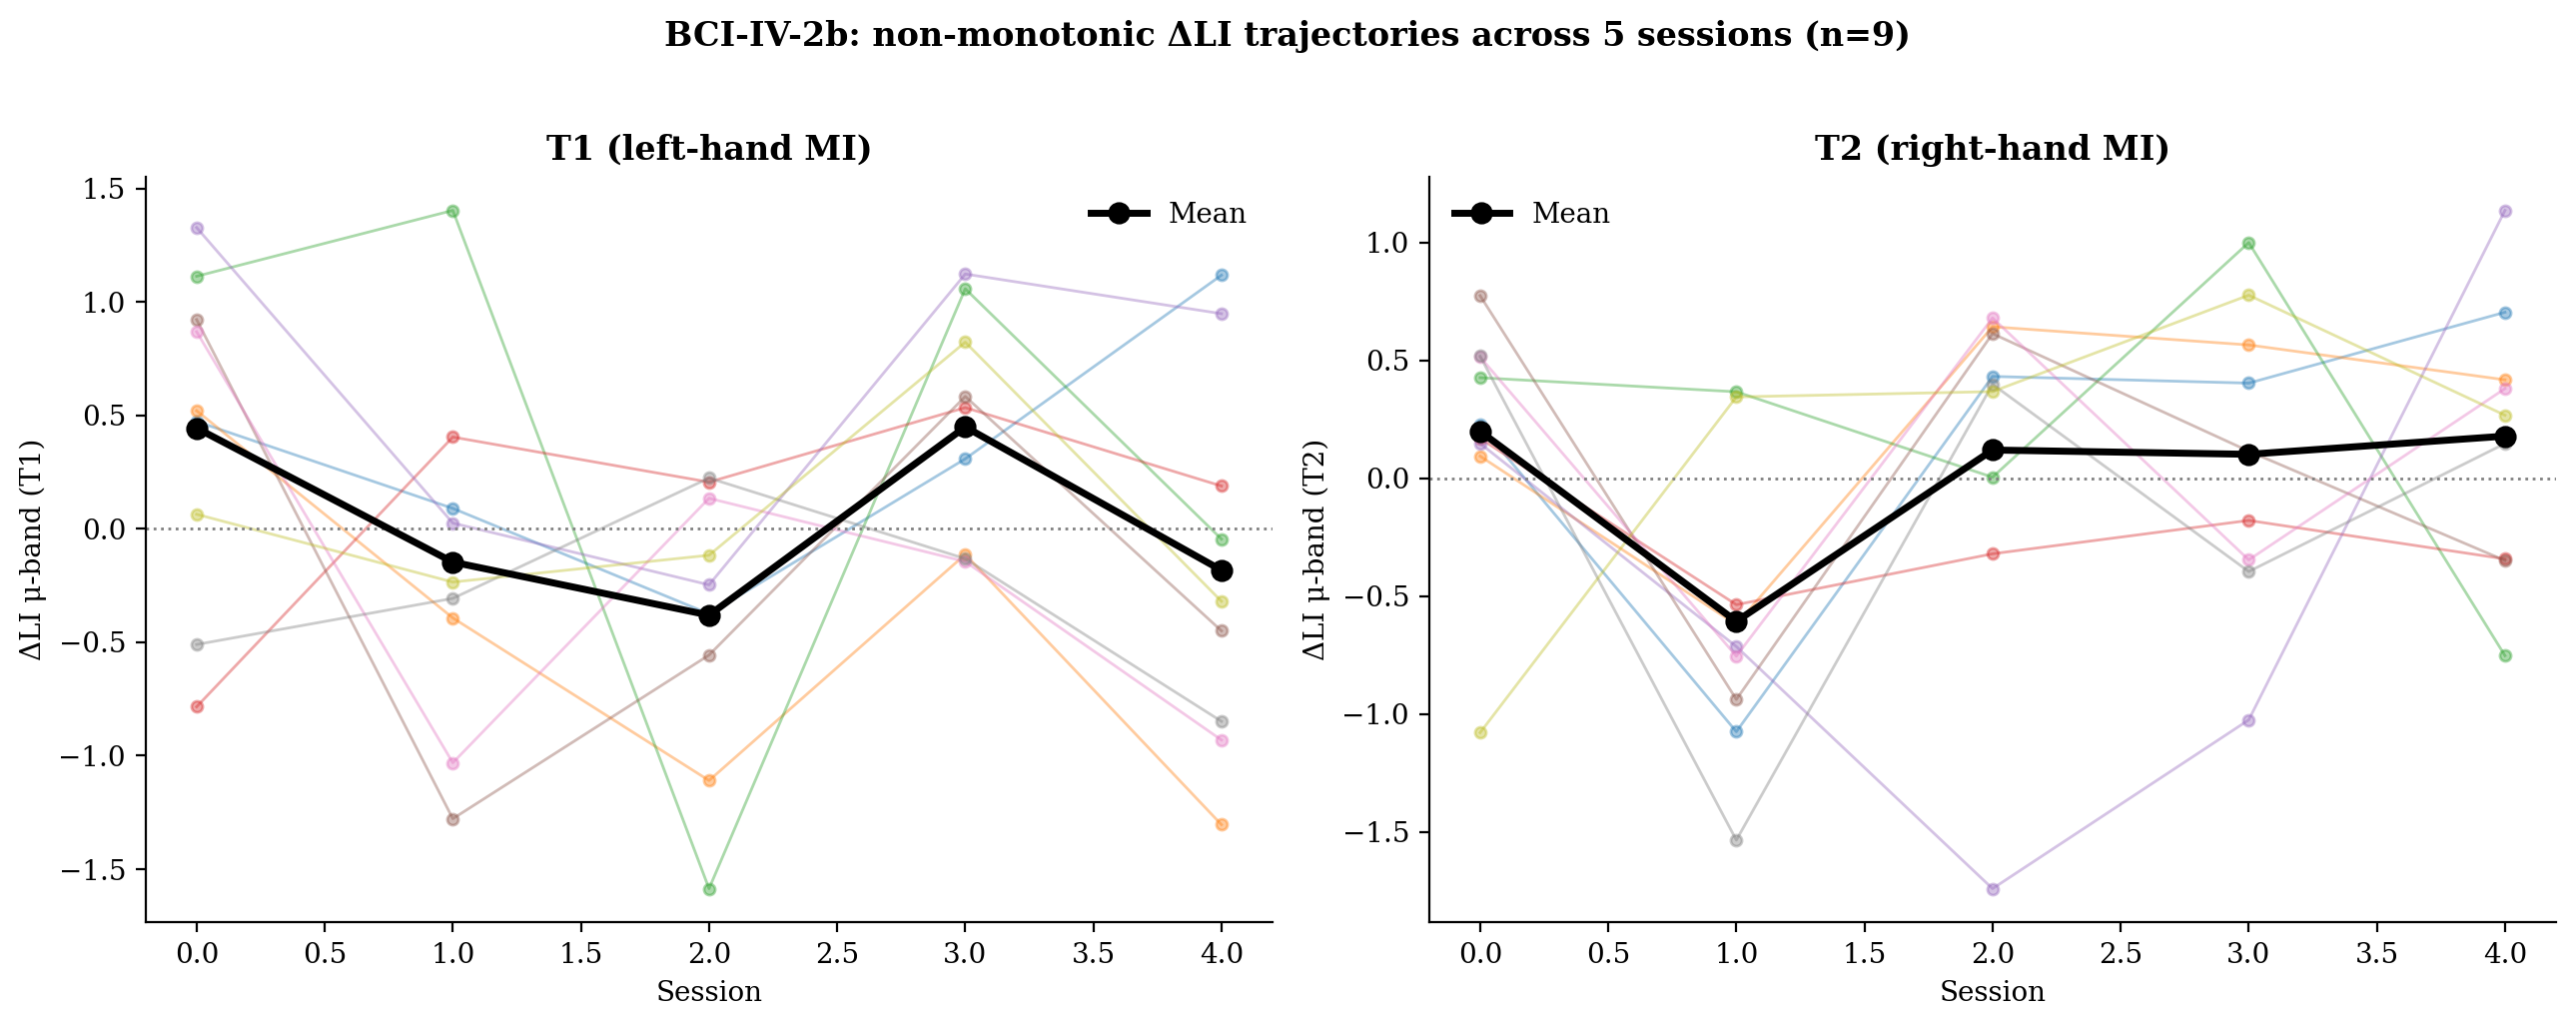 BCI-IV-2b: non-monotonic ΔLI trajectories across 5 sessions (n=9)
T1 (left-hand MI)
Mean
1.5
1.0
0.5
0.0
−0.5
−1.0
−1.5
ΔLI μ-band (T1)
0.0 0.5 1.0 1.5 2.0 2.5 3.0 3.5 4.0
Session
T2 (right-hand MI)
Mean
1.0
0.5
0.0
−0.5
−1.0
−1.5
ΔLI μ-band (T2)
0.0 0.5 1.0 1.5 2.0 2.5 3.0 3.5 4.0
Session